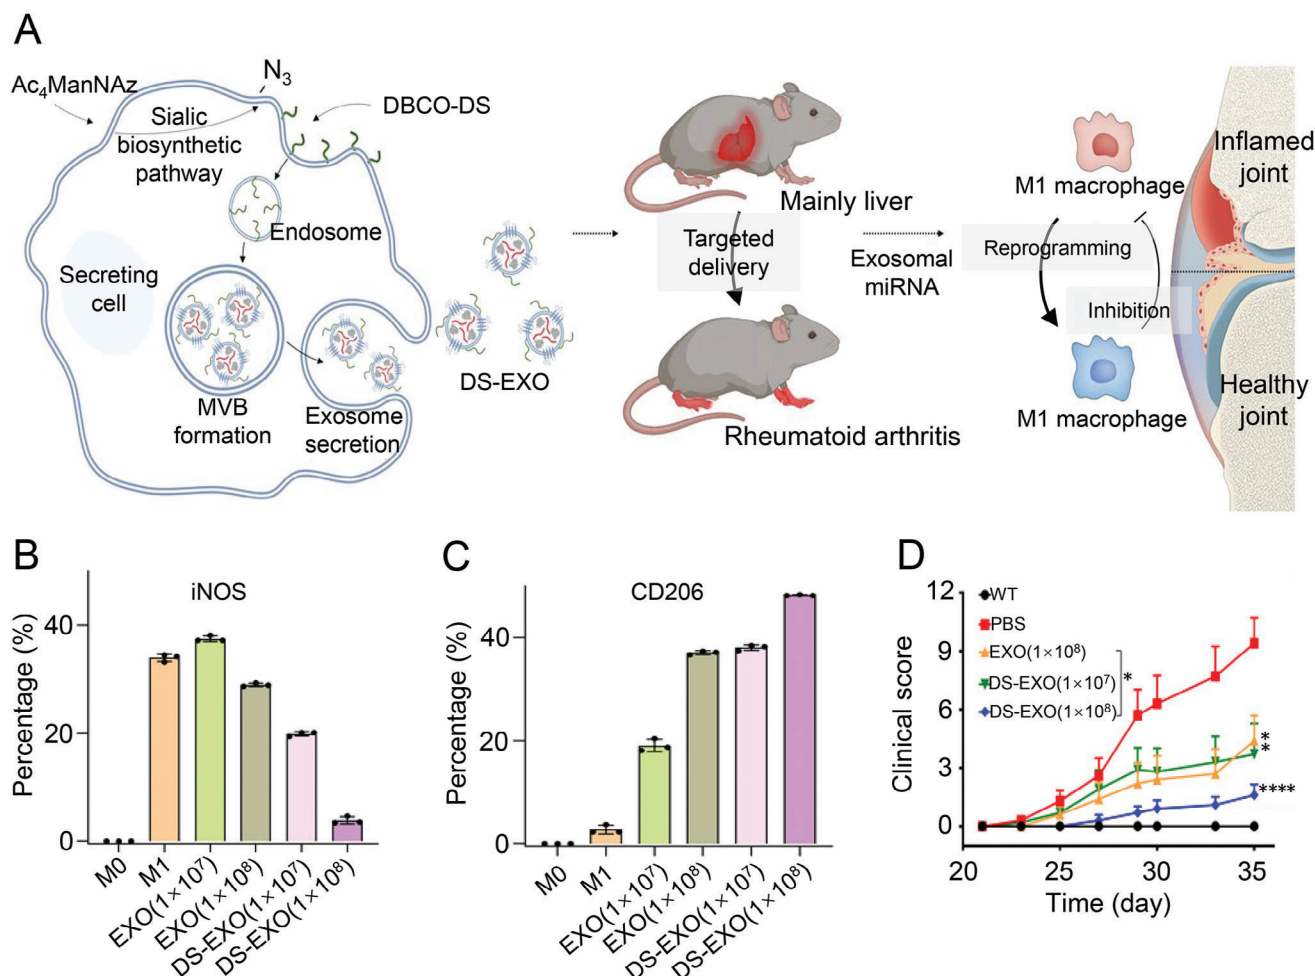 A
Ac₄ManNAz
N₃
Sialic
biosynthetic
pathway
DBCO-DS
Endosome
Secreting
cell
MVB
formation
Exosome
secretion
DS-EXO
Mainly liver
Targeted
delivery
Rheumatoid arthritis
Exosomal
miRNA
M1 macrophage
Reprogramming
Inhibition
M1 macrophage
Inflamed
joint
Healthy
joint
B
iNOS
Percentage (%)
40
20
0
M0
M1
EXO(1×10⁷)
EXO(1×10⁸)
DS-EXO(1×10⁷)
DS-EXO(1×10⁸)
C
CD206
Percentage (%)
40
20
0
M0
M1
EXO(1×10⁷)
EXO(1×10⁸)
DS-EXO(1×10⁷)
DS-EXO(1×10⁸)
D
Clinical score
12
9
6
3
0
WT
PBS
EXO(1×10⁸)
DS-EXO(1×10⁷)
DS-EXO(1×10⁸)
*
*
*
****
20
25
30
35
Time (day)